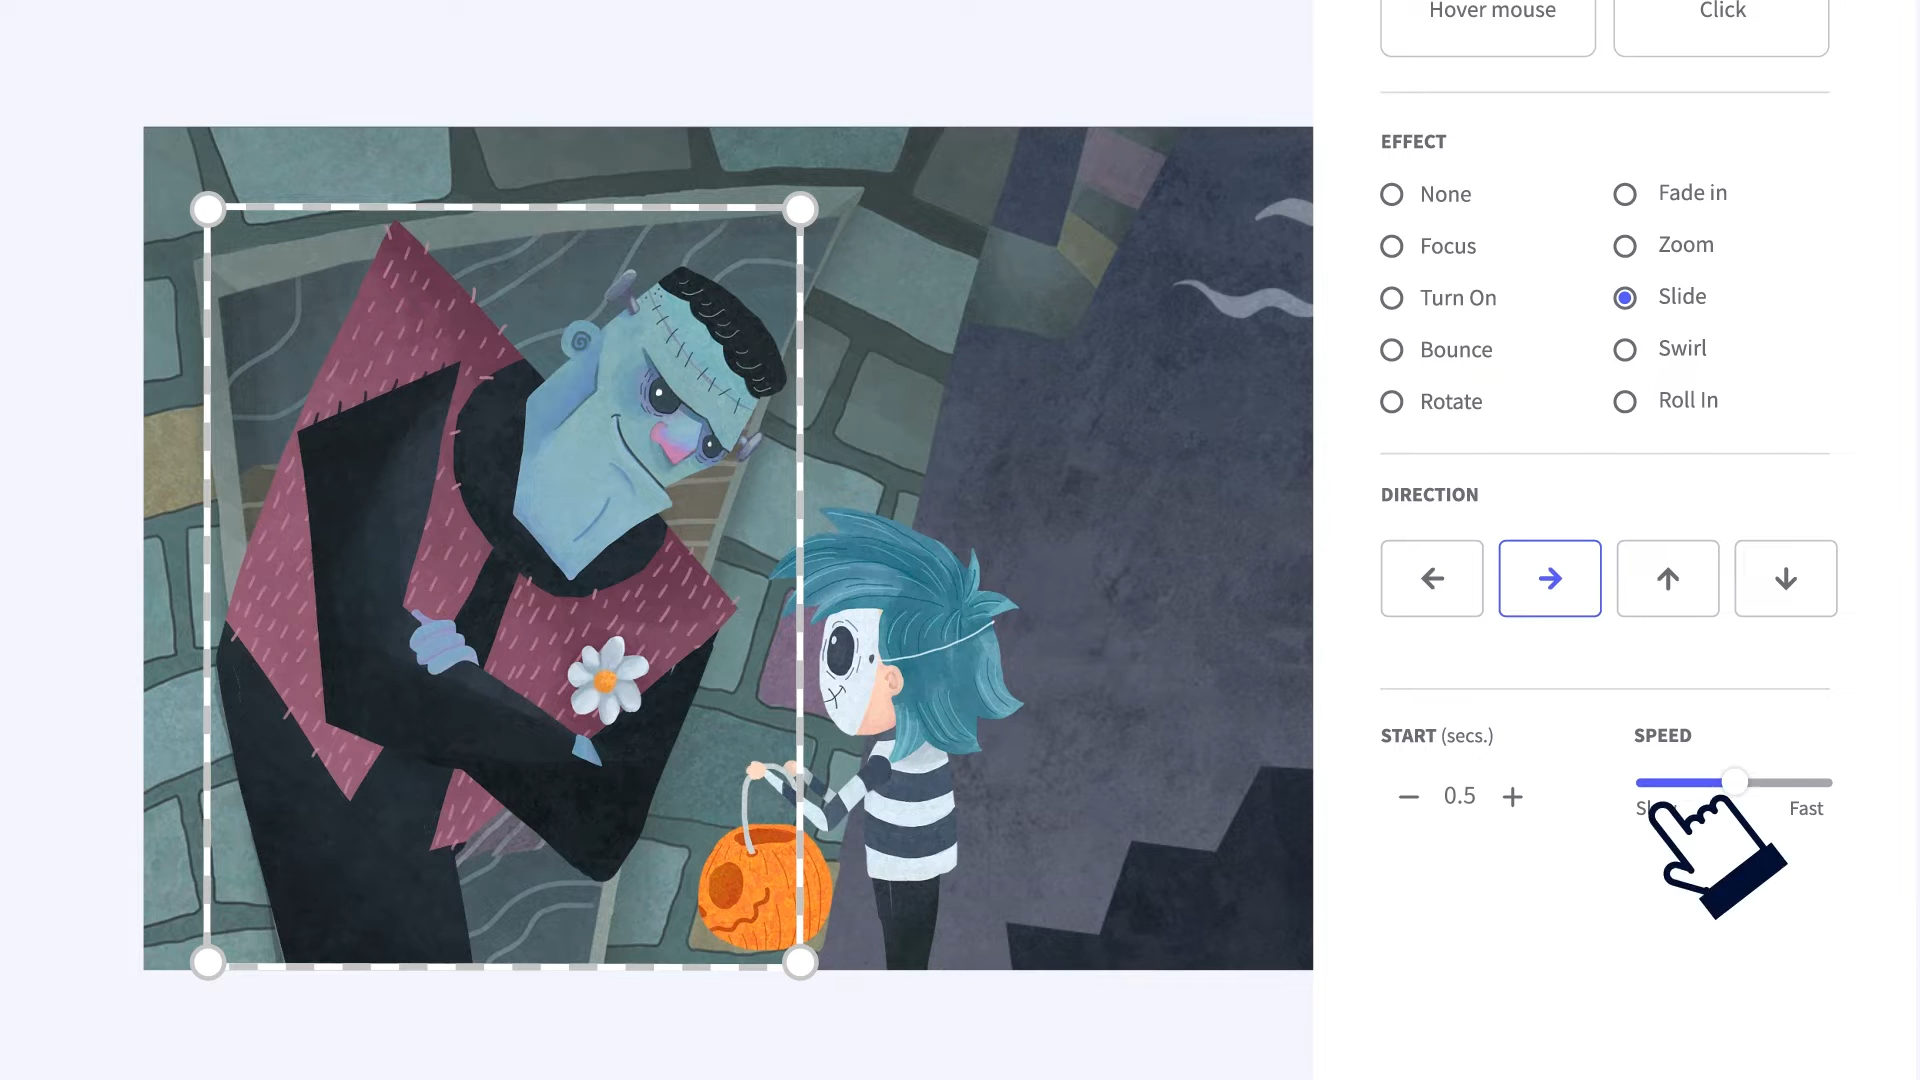 Hover mouse
Click
EFFECT
None
Fade in
Focus
Zoom
Turn On
Slide
Bounce
Swirl
Rotate
Roll In
DIRECTION
START (secs.)
SPEED
0.5
Fast